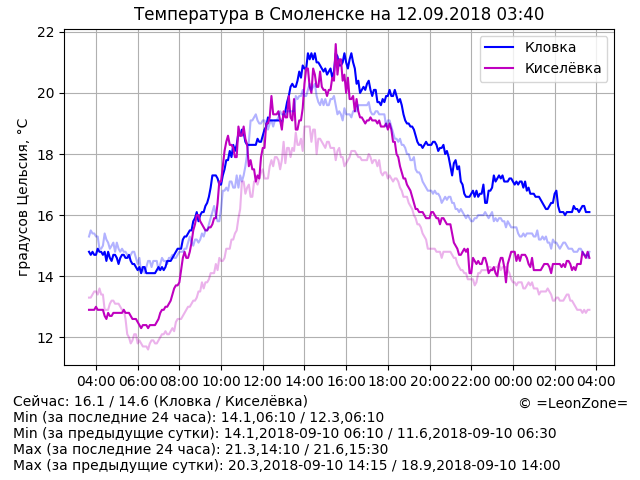 Температура в Смоленске на 12.09.2018 03:40
градусов Цельсия, °C
22
20
18
16
14
12
Кловка
Киселёвка
04:00 06:00 08:00 10:00 12:00 14:00 16:00 18:00 20:00 22:00 00:00 02:00 04:00
Сейчас: 16.1 / 14.6 (Кловка / Киселёвка)
© =LeonZone=
Min (за последние 24 часа): 14.1,06:10 / 12.3,06:10
Min (за предыдущие сутки): 14.1,2018-09-10 06:10 / 11.6,2018-09-10 06:30
Max (за последние 24 часа): 21.3,14:10 / 21.6,15:30
Max (за предыдущие сутки): 20.3,2018-09-10 14:15 / 18.9,2018-09-10 14:00